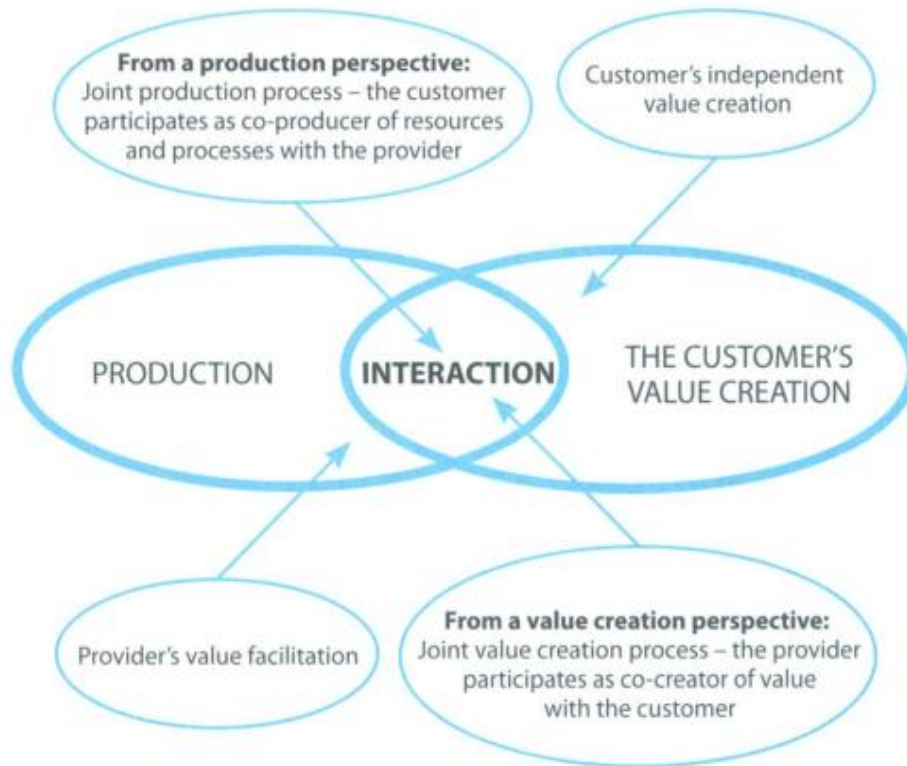 From a production perspective:
Joint production process – the customer
participates as co-producer of resources
and processes with the provider
Customer's independent
value creation
PRODUCTION
INTERACTION
THE CUSTOMER'S
VALUE CREATION
Provider's value facilitation
From a value creation perspective:
Joint value creation process – the provider
participates as co-creator of value
with the customer